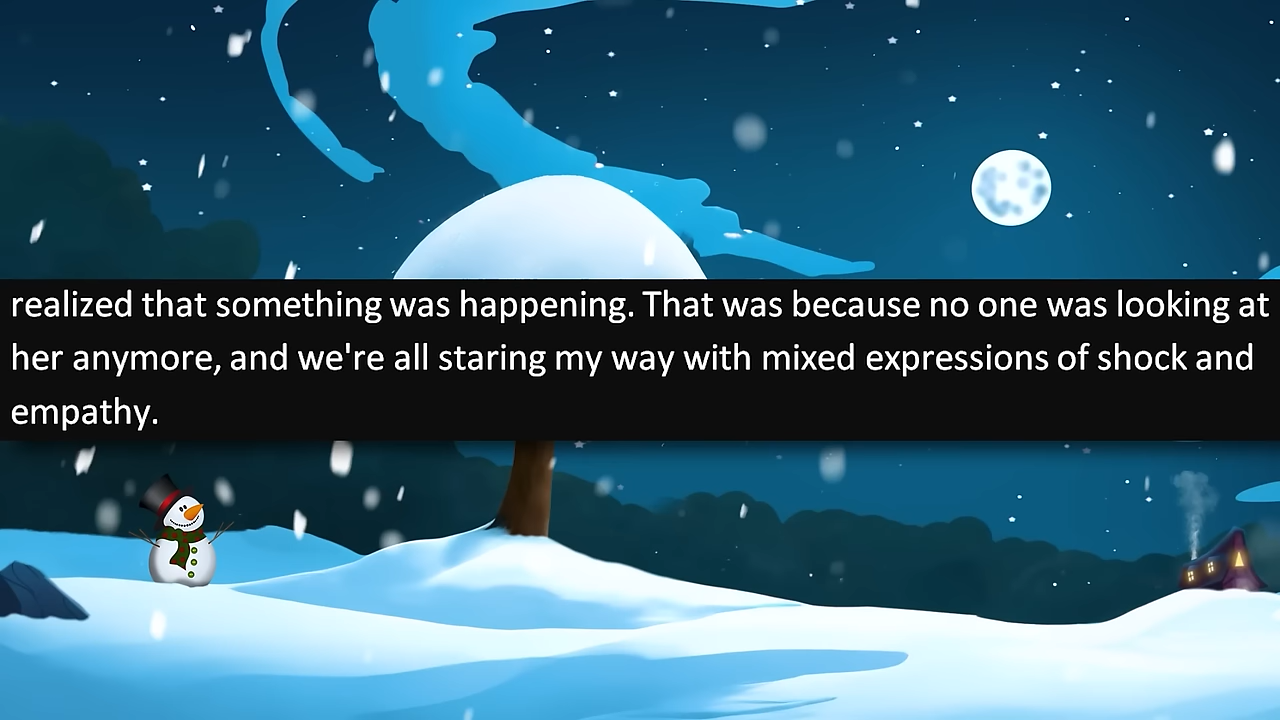 realized that something was happening. That was because no one was looking at
her anymore, and we're all staring my way with mixed expressions of shock and
empathy.